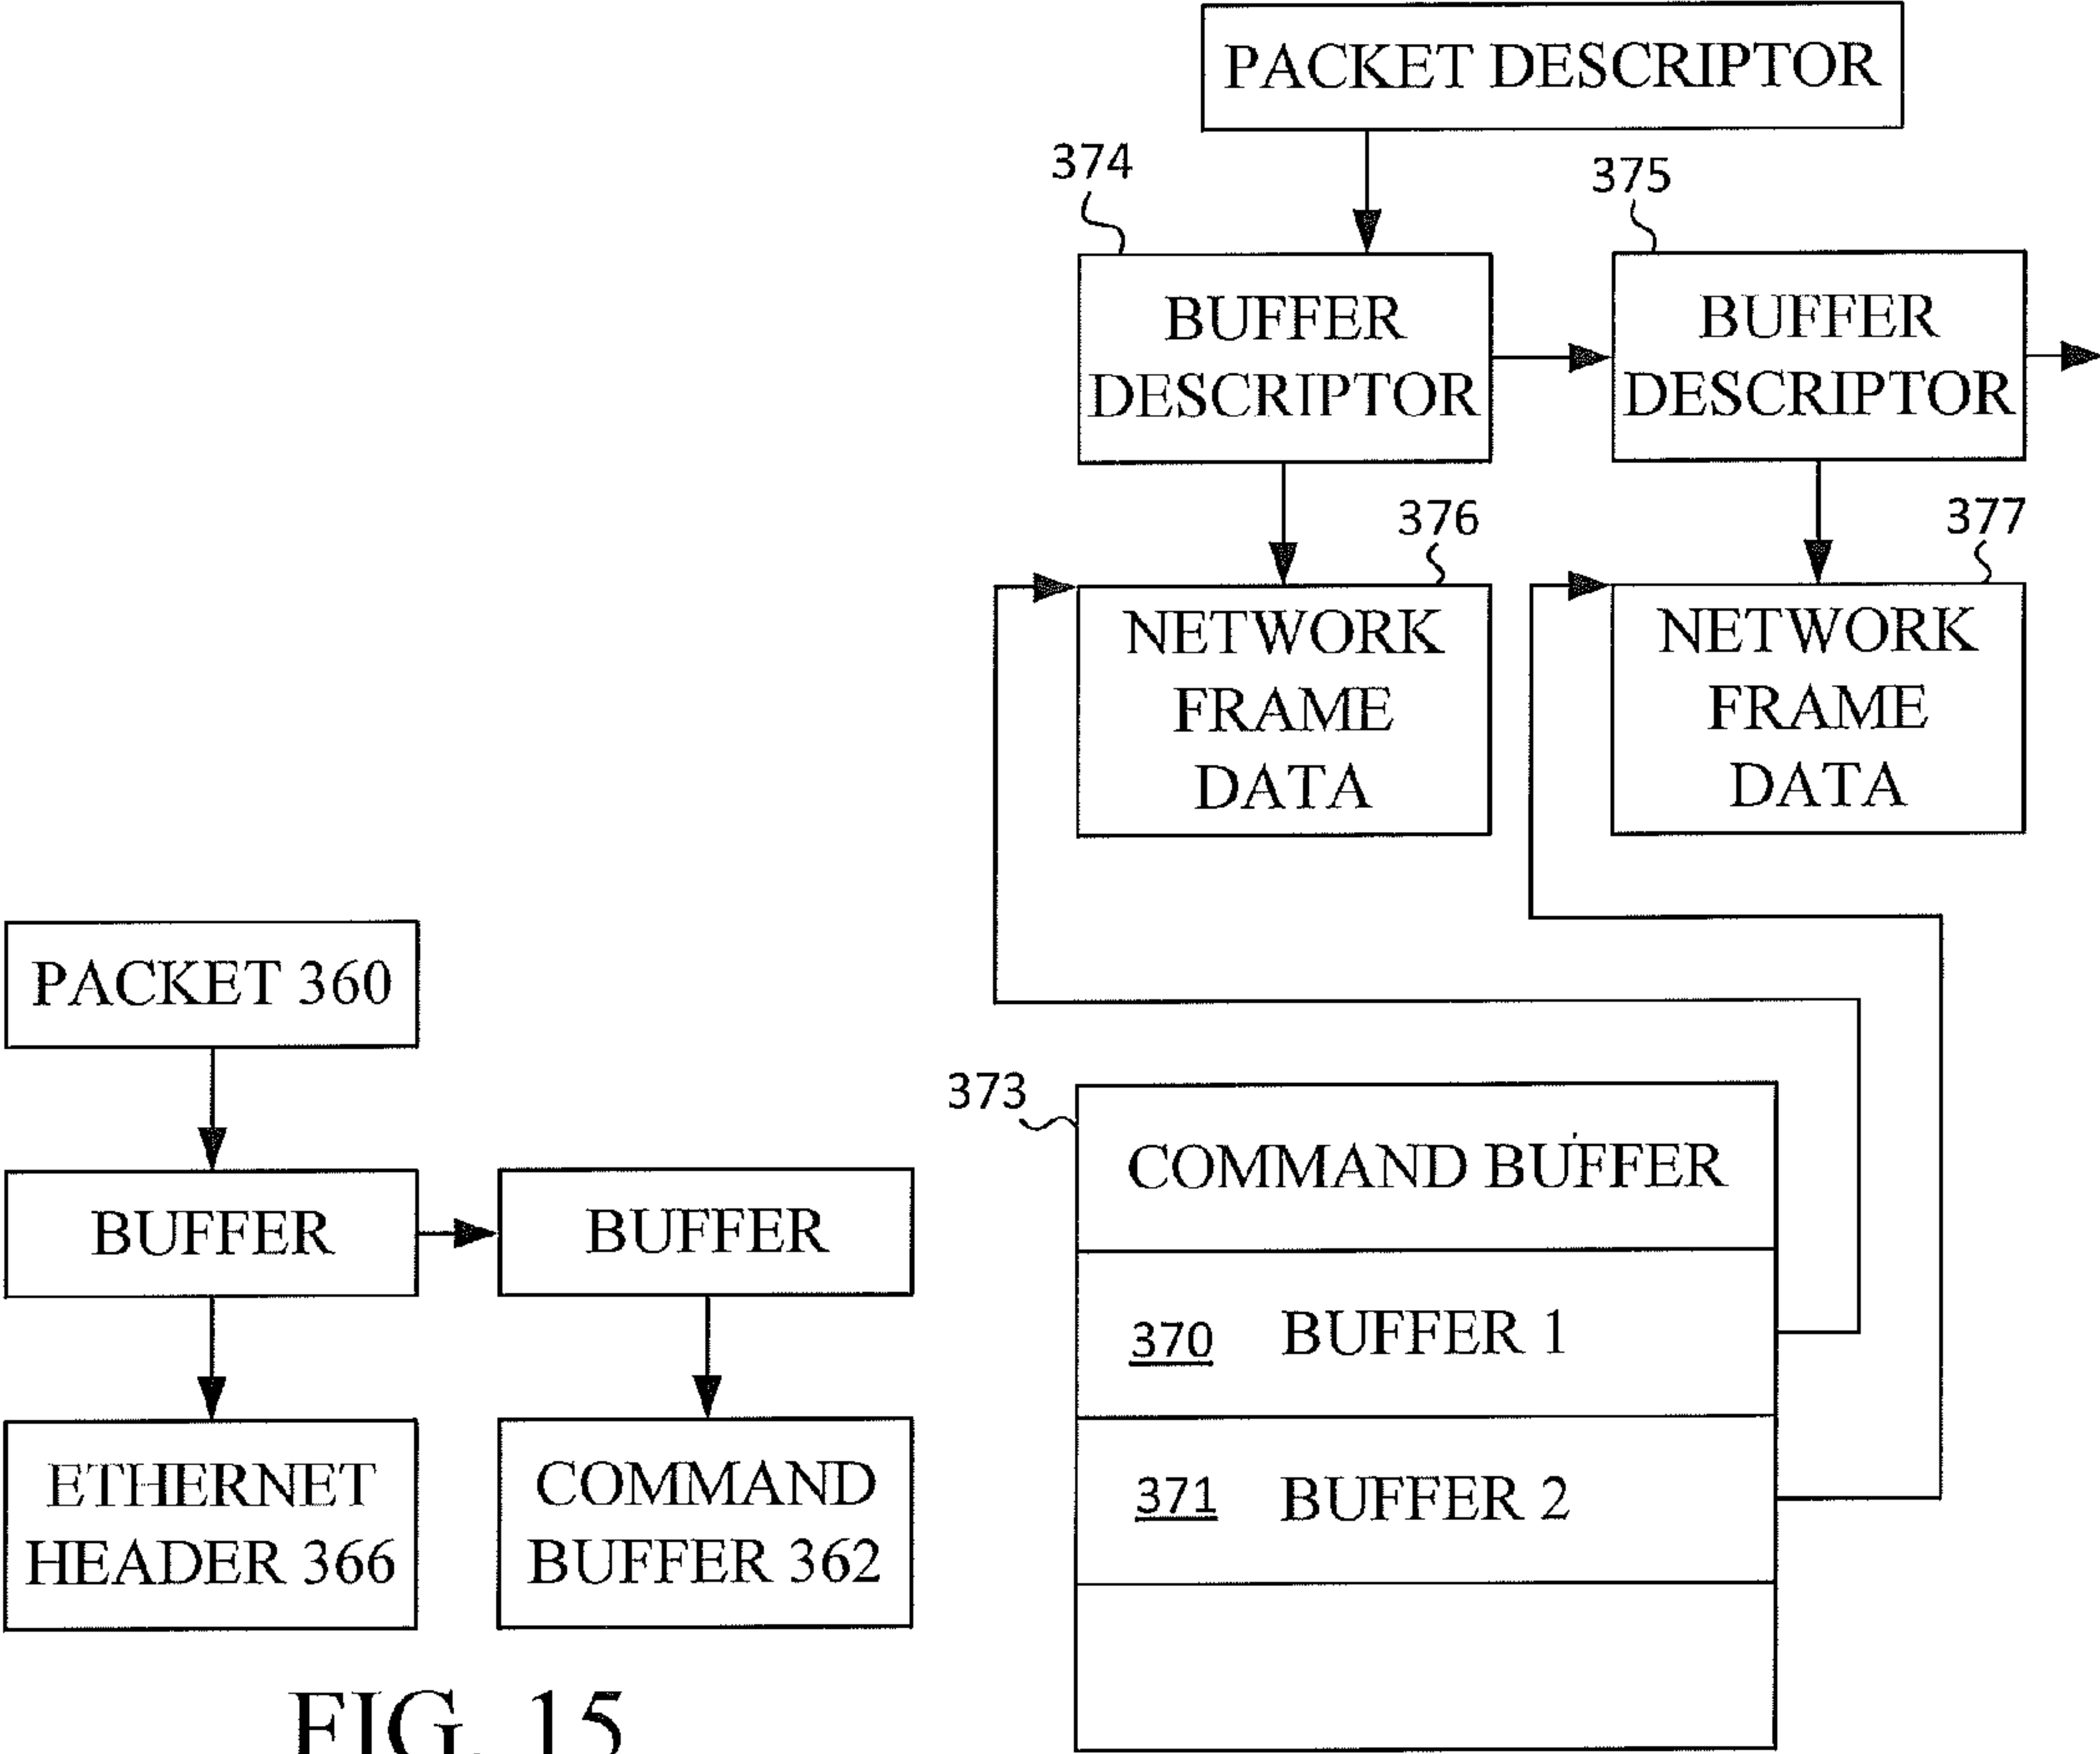 PACKET DESCRIPTOR
374
375
BUFFER
DESCRIPTOR
BUFFER
DESCRIPTOR
376
377
NETWORK
FRAME
DATA
NETWORK
FRAME
DATA
PACKET 360
BUFFER
BUFFER
ETHERNET
HEADER 366
COMMAND
BUFFER 362
373
COMMAND BUFFER
370 BUFFER 1
371 BUFFER 2
FIG. 15